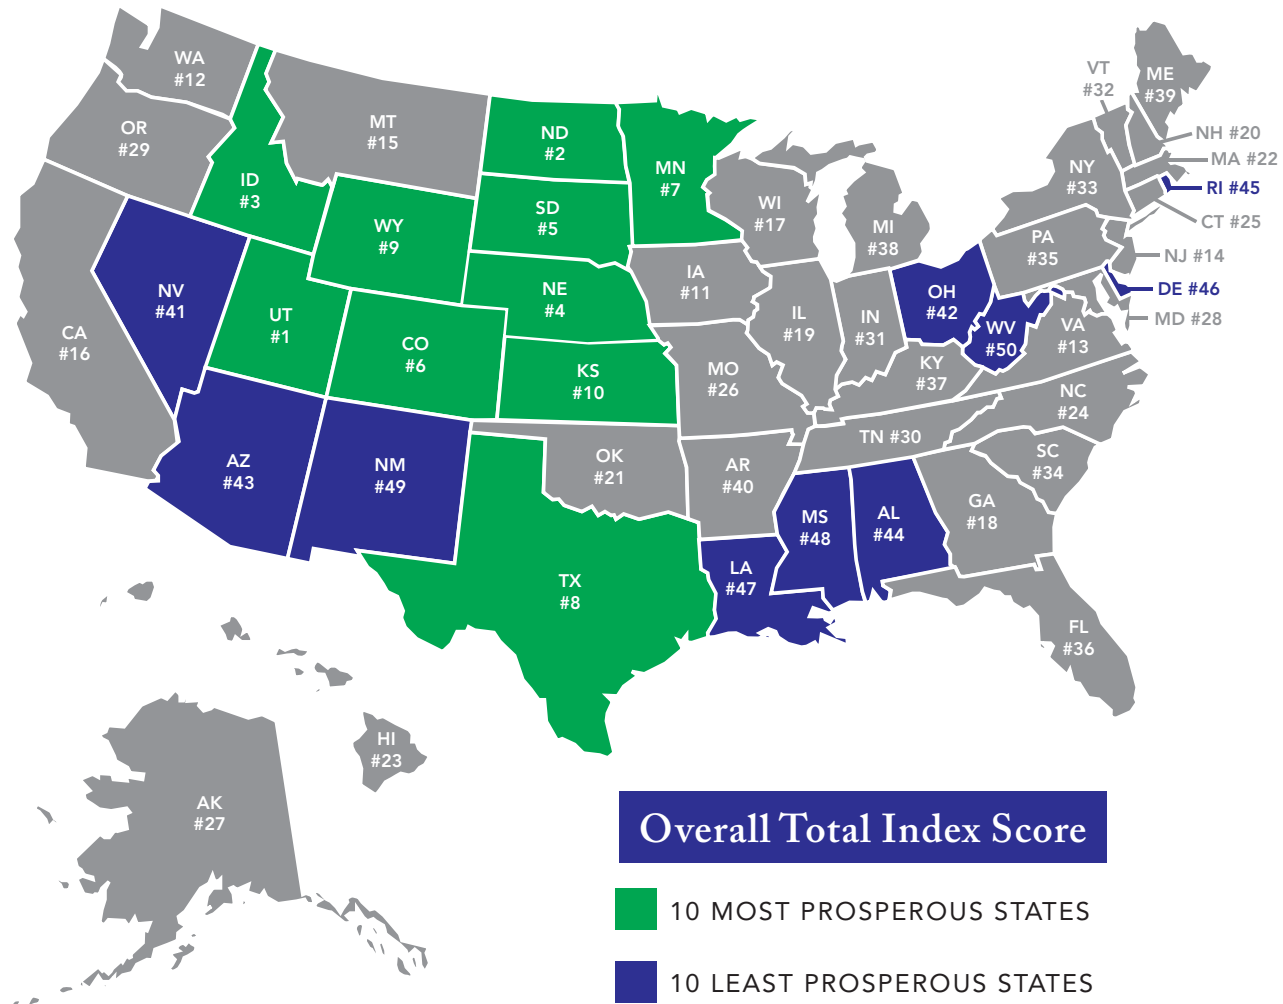 WA
#12
OR
#29
CA
#16
ID
#3
NV
#41
MT
#15
WY
#9
UT
#1
AZ
#43
CO
#6
NM
#49
ND
#2
SD
#5
NE
#4
KS
#10
OK
#21
TX
#8
MN
#7
IA
#11
MO
#26
AR
#40
LA
#47
WI
#17
IL
#19
MI
#38
IN
#31
OH
#42
KY
#37
TN #30
MS
#48
AL
#44
GA
#18
FL
#36
SC
#34
NC
#24
VA
#13
WV
#50
PA
#35
NY
#33
VT
#32
ME
#39
NH #20
MA #22
RI #45
CT #25
NJ #14
DE #46
MD #28
HI
#23
AK
#27
Overall Total Index Score
10 MOST PROSPEROUS STATES
10 LEAST PROSPEROUS STATES